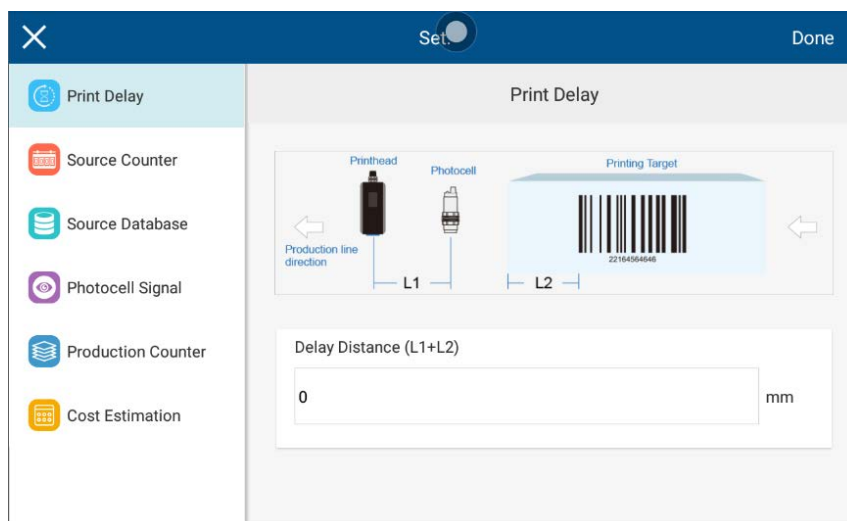 Set.
Done
Print Delay
Source Counter
Source Database
Photocell Signal
Production Counter
Cost Estimation
Print Delay
Printhead
Photocell
Printing Target
Production line
direction
22164564646
L1
L2
Delay Distance (L1+L2)
0
mm